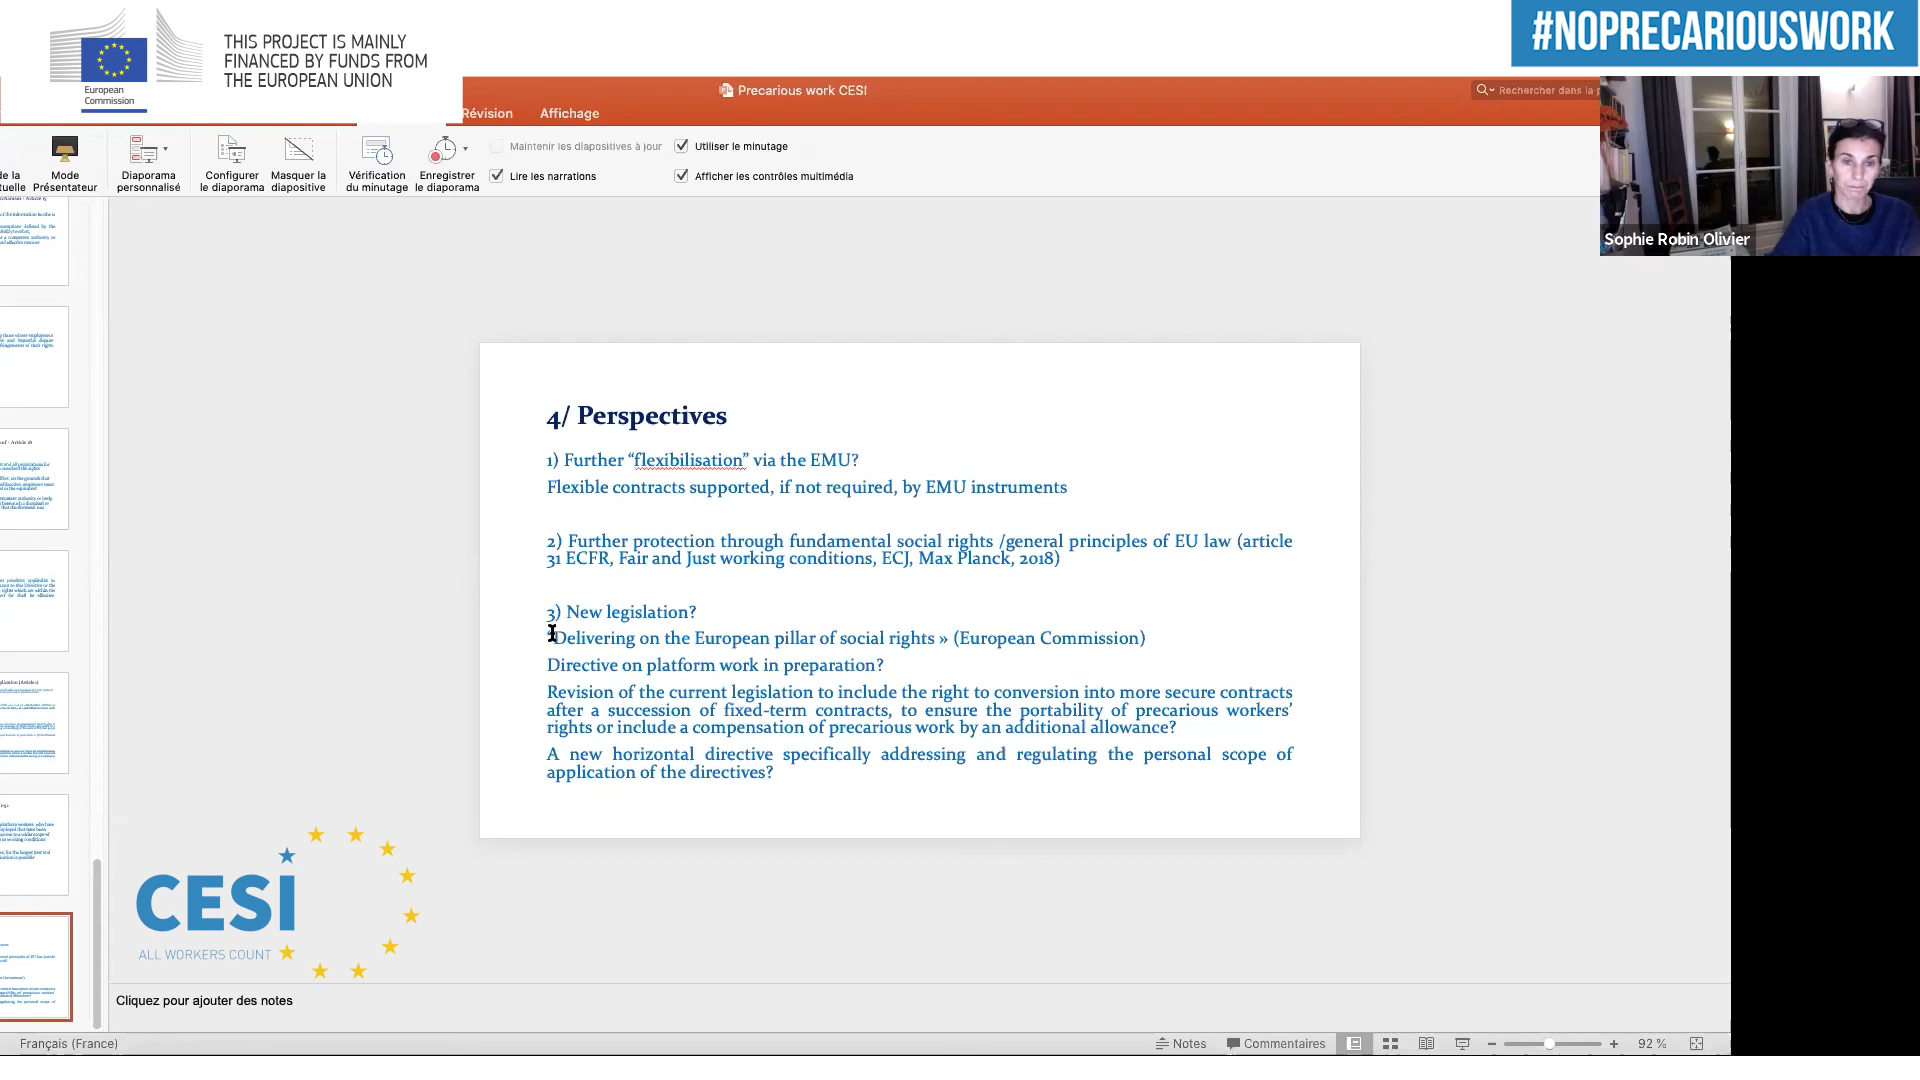 THIS PROJECT IS MAINLY
FINANCED BY FUNDS FROM
THE EUROPEAN UNION
European
Commission
#NOPRECARIOUSWORK
Precarious work CESI
Rechercher dans la p
Révision Affichage
de la
tuelle
Mode
Présentateur
Diaporama
personnalisé
Configurer
le diaporama
Masquer la
diapositive
Vérification
du minutage
Enregistrer
le diaporama
Maintenir les diapositives à jour
Utiliser le minutage
Lire les narrations
Afficher les contrôles multimédia
Sophie Robin Olivier
4/ Perspectives
1) Further “flexibilisation” via the EMU?
Flexible contracts supported, if not required, by EMU instruments
2) Further protection through fundamental social rights /general principles of EU law (article
31 ECFR, Fair and Just working conditions, ECJ, Max Planck, 2018)
3) New legislation?
“Delivering on the European pillar of social rights » (European Commission)
Directive on platform work in preparation?
Revision of the current legislation to include the right to conversion into more secure contracts
after a succession of fixed-term contracts, to ensure the portability of precarious workers’
rights or include a compensation of precarious work by an additional allowance?
A new horizontal directive specifically addressing and regulating the personal scope of
application of the directives?
CESI
ALL WORKERS COUNT
Cliquez pour ajouter des notes
Français (France)
Notes
Commentaires
92 %